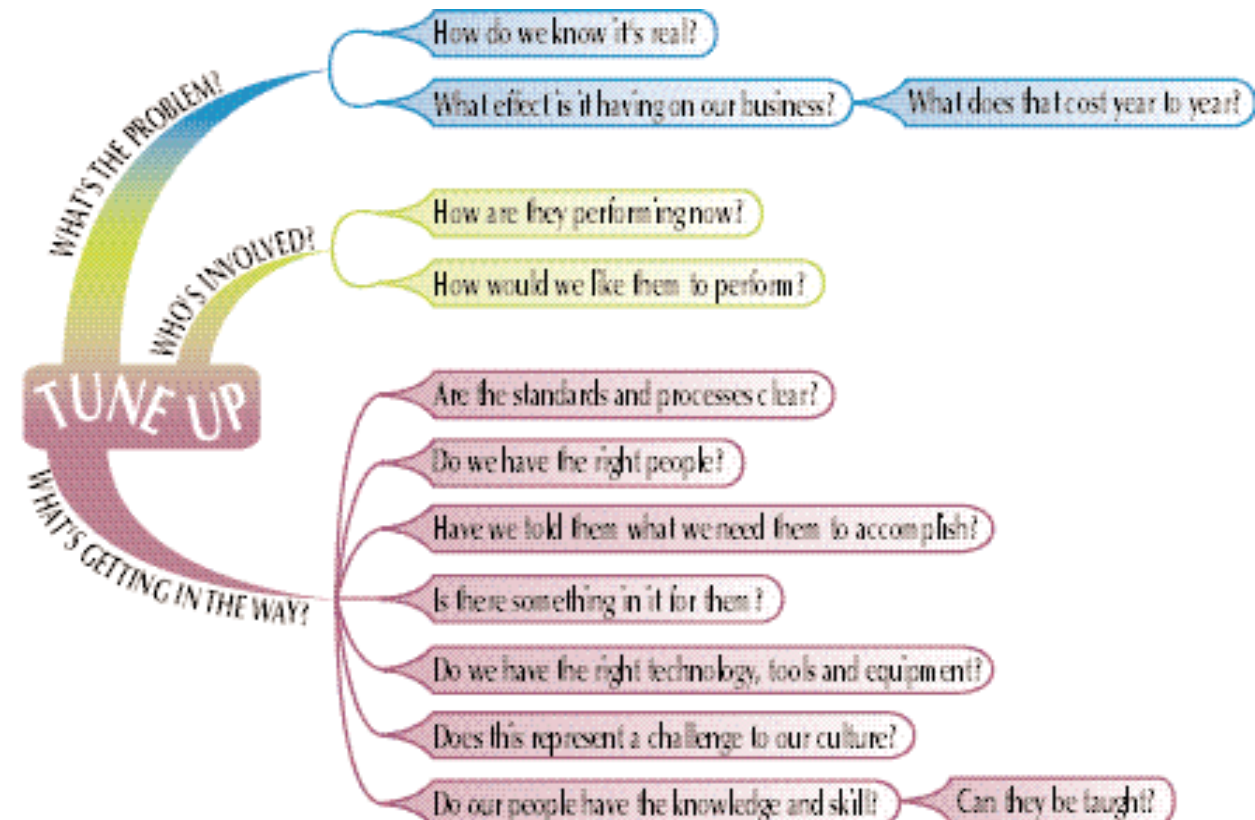 WHAT'S THE PROBLEM?
How do we know it's real?
What effect is it having on our business?
What does that cost year to year?
WHO'S INVOLVED?
How are they performing now?
How would we like them to perform?
TUNE UP
WHAT'S GETTING IN THE WAY?
Are the standards and processes clear?
Do we have the right people?
Have we told them what we need them to accomplish?
Is there something in it for them?
Do we have the right technology, tools and equipment?
Does this represent a challenge to our culture?
Do our people have the knowledge and skill?
Can they be taught?